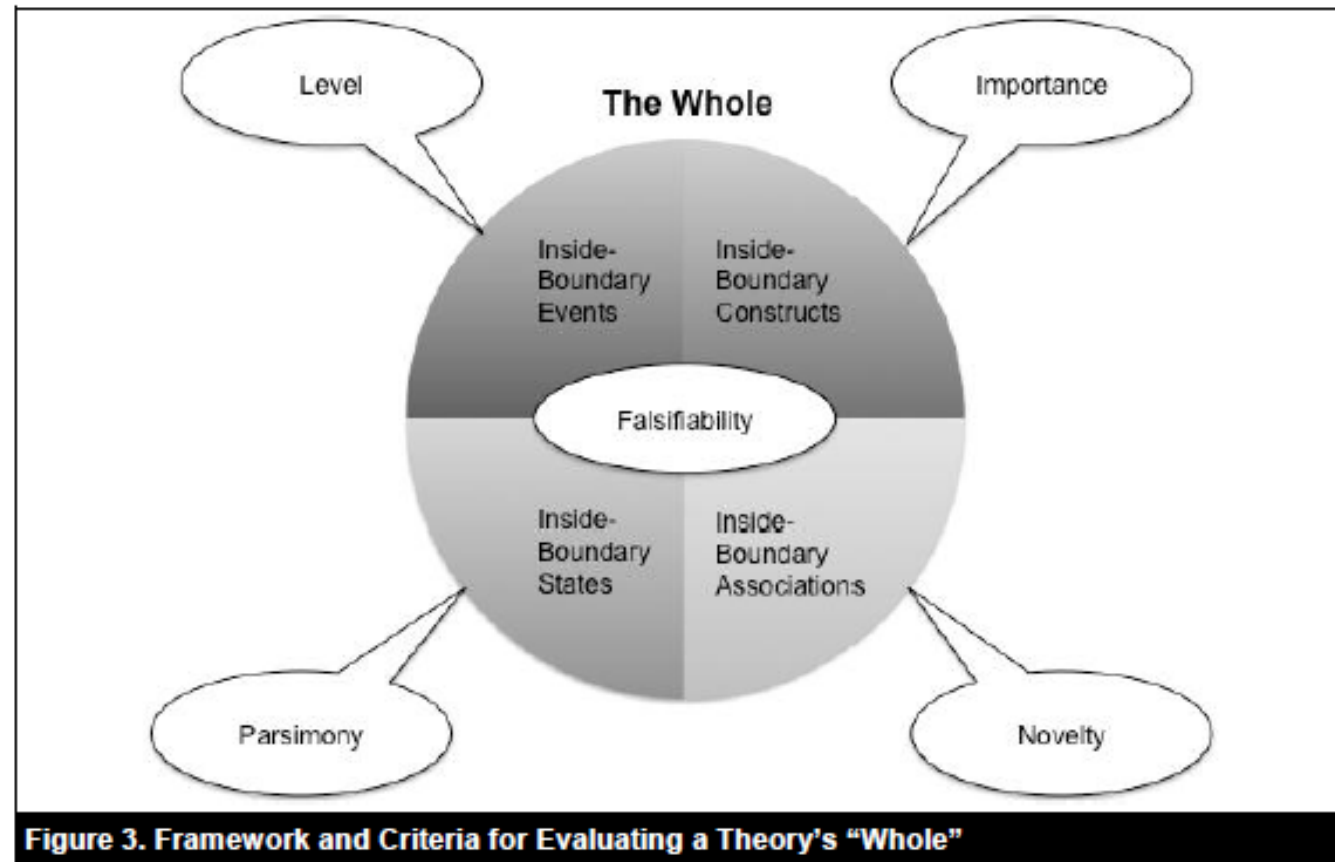 Level
Importance
The Whole
Inside-
Boundary
Events
Inside-
Boundary
Constructs
Falsifiability
Inside-
Boundary
States
Inside-
Boundary
Associations
Parsimony
Novelty
Figure 3. Framework and Criteria for Evaluating a Theory’s “Whole”